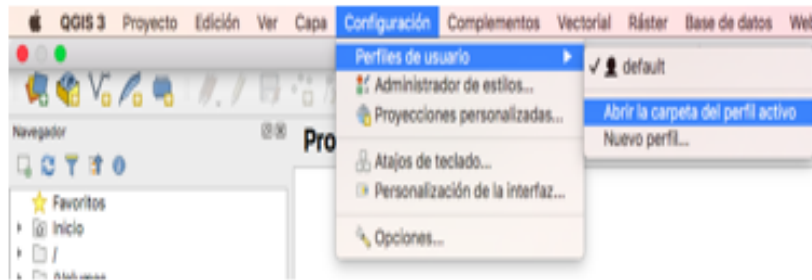 QGIS 3 Proyecto Edición Ver Capa Configuración Complementos Vectorial Ráster Base de datos Web
Perfiles de usuario
default
Administrador de estilos...
Proyecciones personalizadas...
Abrir la carpeta del perfil activo
Nuevo perfil...
Navegador
Pro
Atajos de teclado...
Personalización de la interfaz...
Opciones...
Favoritos
Inicio
/